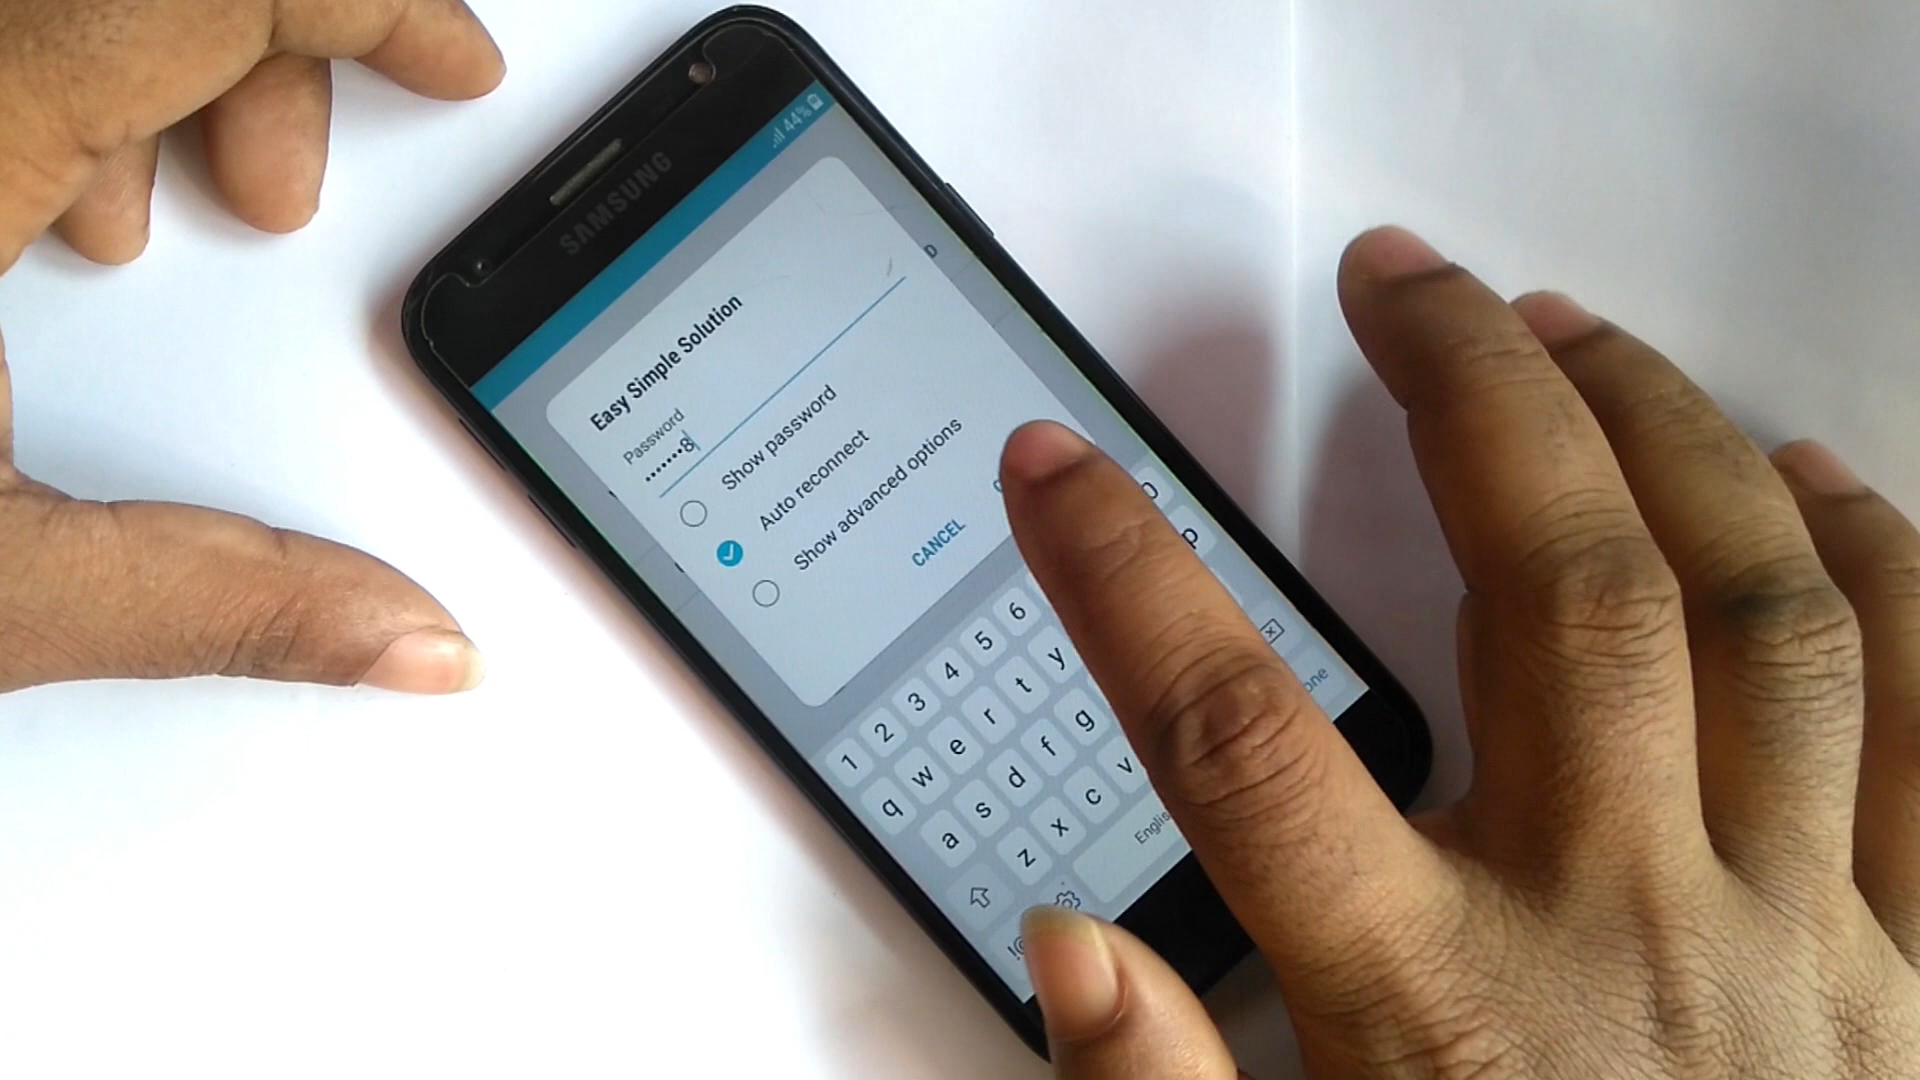 44%
SAMSUNG
D
Easy Simple Solution
Password
•••••••8
Show password
Auto reconnect
Show advanced options
CANCEL
1 2 3 4 5 6
q w e r t y p
a s d f g
z x c v